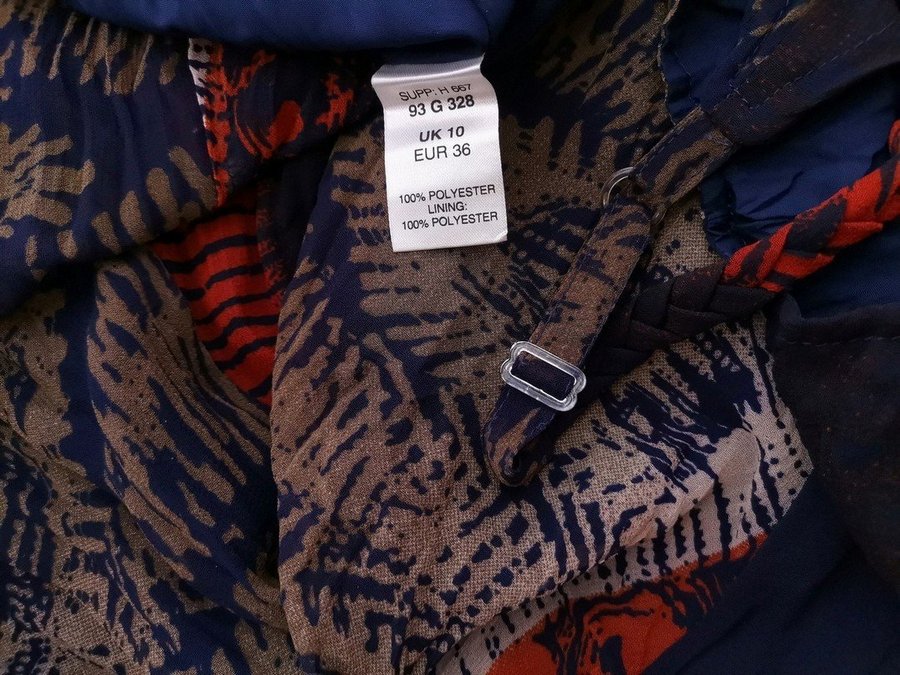 SUPP: H 667
93 G 328
UK 10
EUR 36
100% POLYESTER
LINING:
100% POLYESTER